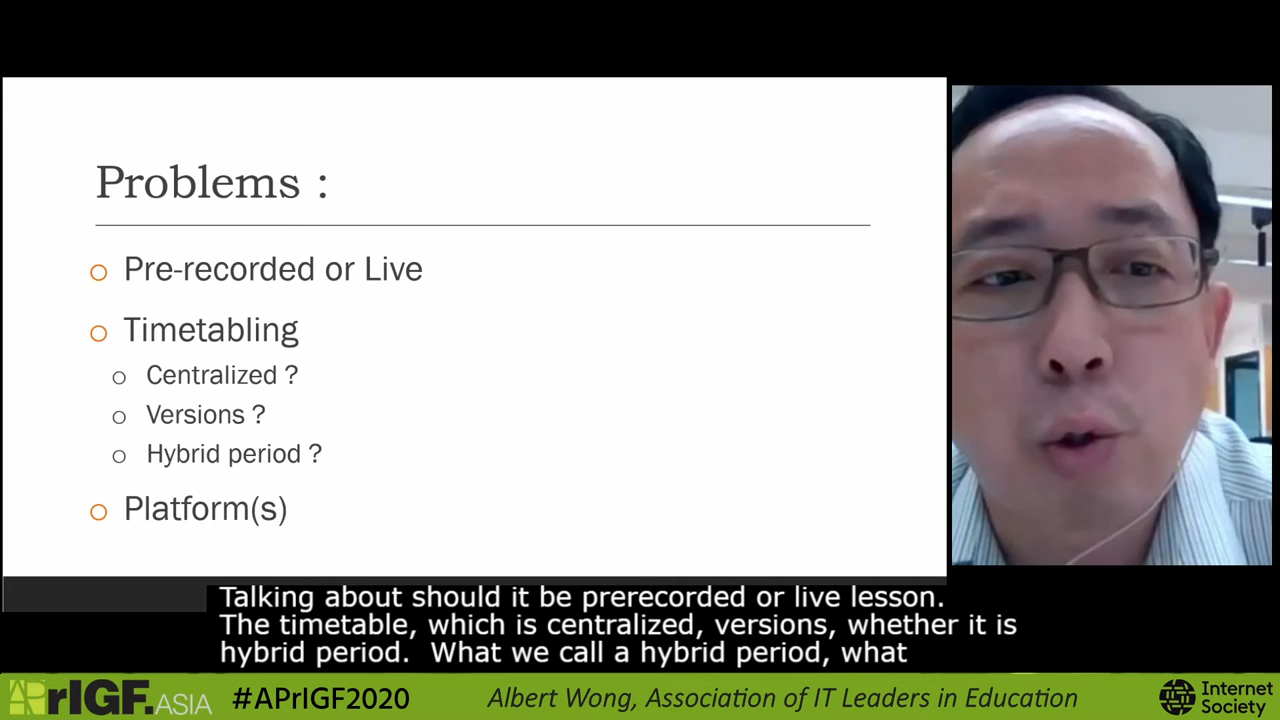 Problems :
Pre-recorded or Live
Timetabling
Centralized ?
Versions ?
Hybrid period ?
Platform(s)
Talking about should it be prerecorded or live lesson.
The timetable, which is centralized, versions, whether it is
hybrid period.  What we call a hybrid period, what
APrIGF.ASIA
#APrIGF2020
Albert Wong, Association of IT Leaders in Education
Internet
Society